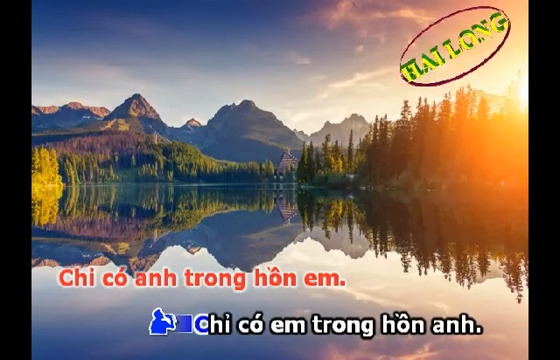 HAI LONG
Chỉ có anh trong hồn em.
Chỉ có em trong hồn anh.